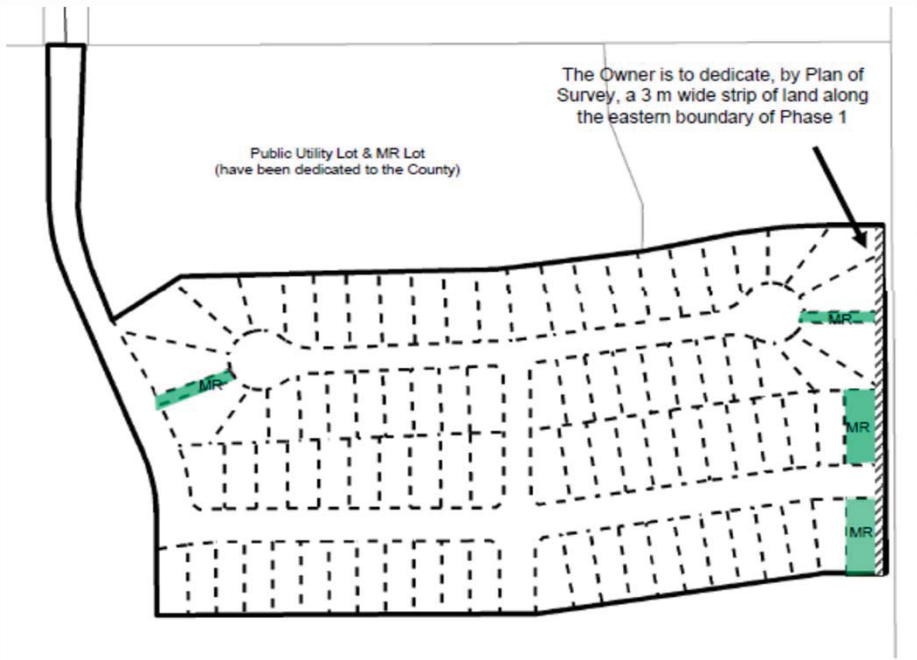 The Owner is to dedicate, by Plan of
Survey, a 3 m wide strip of land along
the eastern boundary of Phase 1
Public Utility Lot & MR Lot
(have been dedicated to the County)
MR
MR
MR
MR